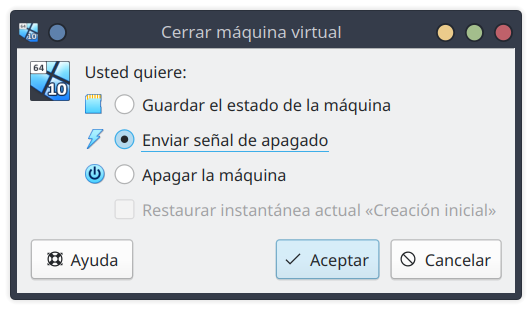 Cerrar máquina virtual
64
10
Usted quiere:
Guardar el estado de la máquina
Enviar señal de apagado
Apagar la máquina
Restaurar instantánea actual «Creación inicial»
Ayuda
Aceptar
Cancelar